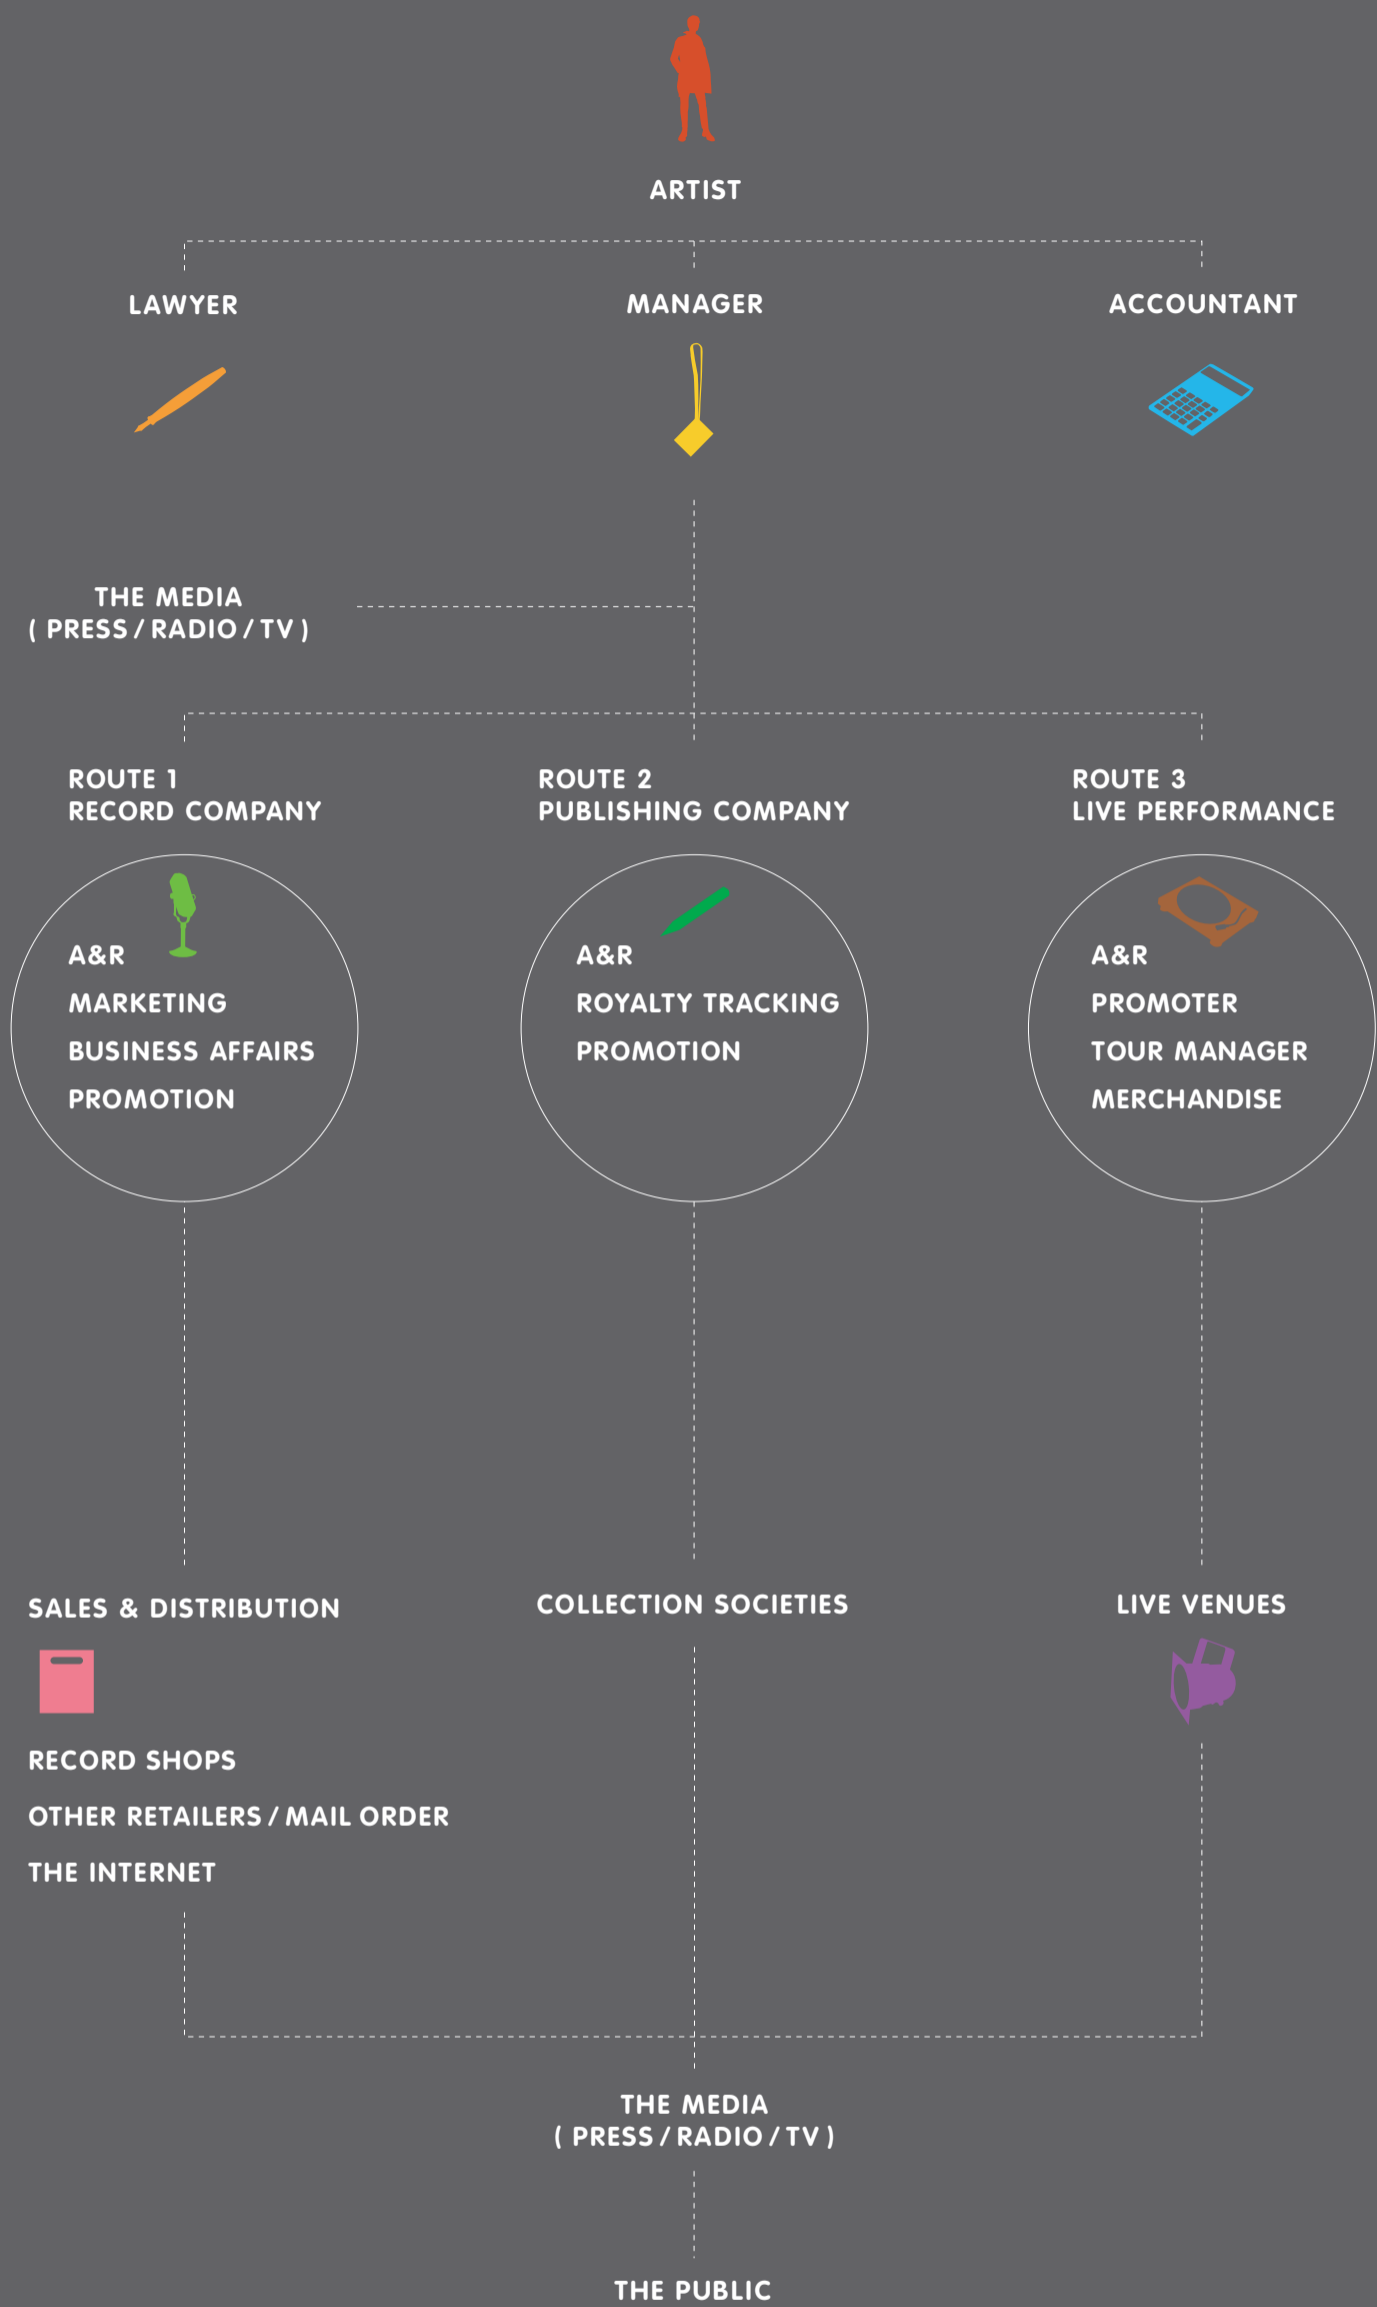 ARTIST
LAWYER
MANAGER
ACCOUNTANT
THE MEDIA
( PRESS / RADIO / TV )
ROUTE 1
RECORD COMPANY
A&R
MARKETING
BUSINESS AFFAIRS
PROMOTION
ROUTE 2
PUBLISHING COMPANY
A&R
ROYALTY TRACKING
PROMOTION
ROUTE 3
LIVE PERFORMANCE
A&R
PROMOTER
TOUR MANAGER
MERCHANDISE
SALES & DISTRIBUTION
RECORD SHOPS
OTHER RETAILERS / MAIL ORDER
THE INTERNET
COLLECTION SOCIETIES
LIVE VENUES
THE MEDIA
( PRESS / RADIO / TV )
THE PUBLIC